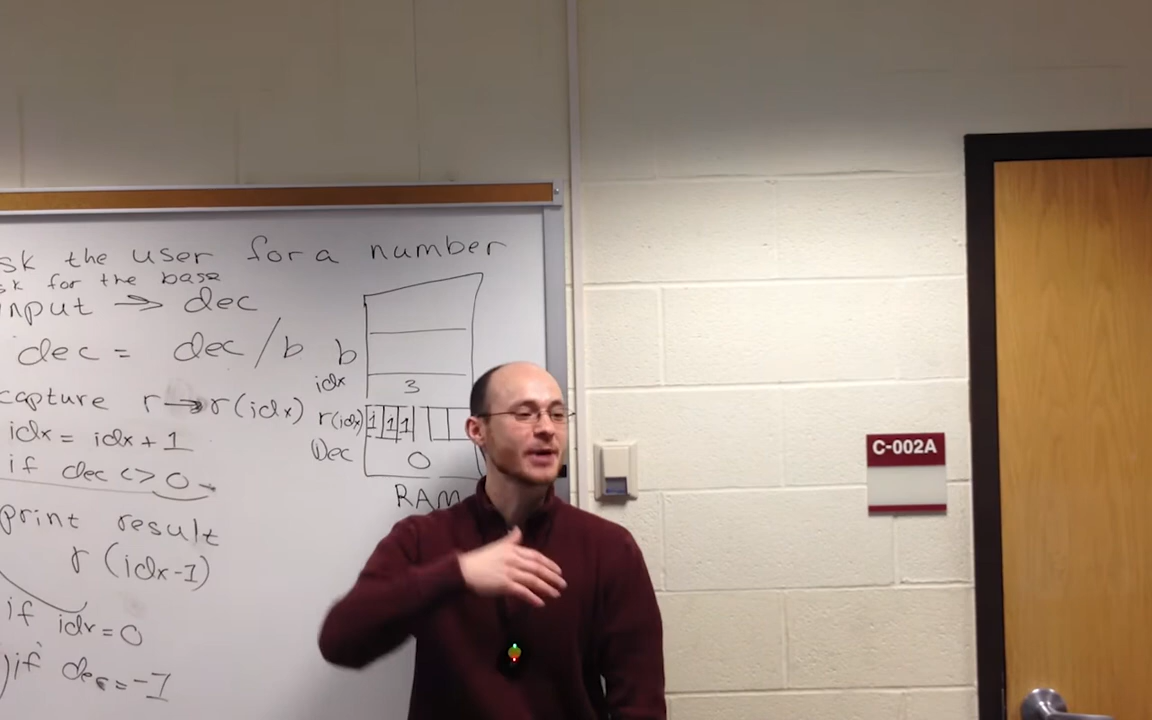 sk the user for a number
sk for the base
input → dec
dec = dec/b
capture r → r(idx)
idx = idx + 1
if dec <> 0
print result
r (idx-1)
if idx = 0
)if dec = -1
b
idx 3
r(idx) 1 1 1
Dec 0
RAM
C-002A